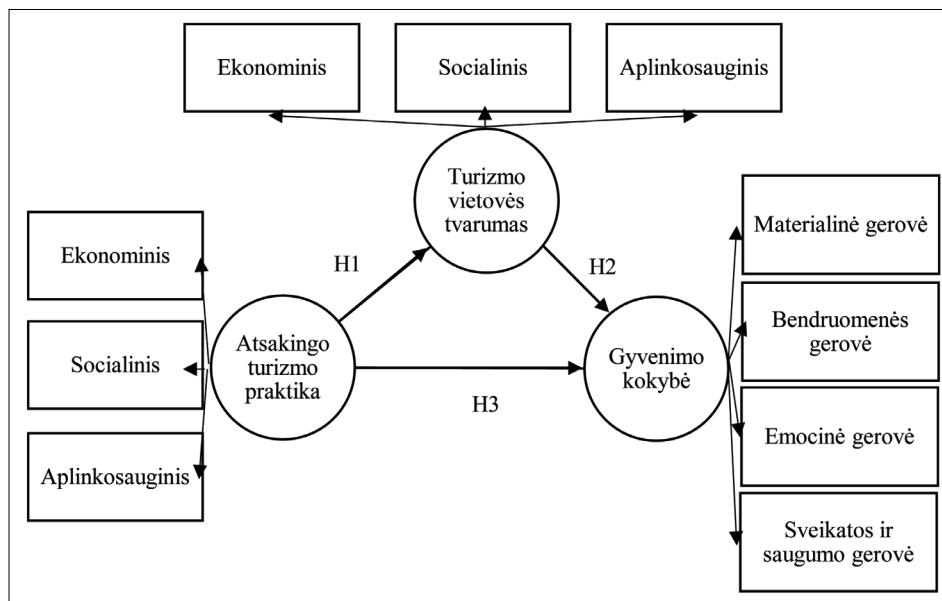 Ekonominis
Socialinis
Aplinkosauginis
Turizmo
vietovės
tvarumas
Ekonominis
Socialinis
Aplinkosauginis
H1
H2
Atsakingo
turizmo
praktika
H3
Gyvenimo
kokybė
Materialinė gerovė
Bendruomenės
gerovė
Emocinė gerovė
Sveikatos ir
saugumo gerovė